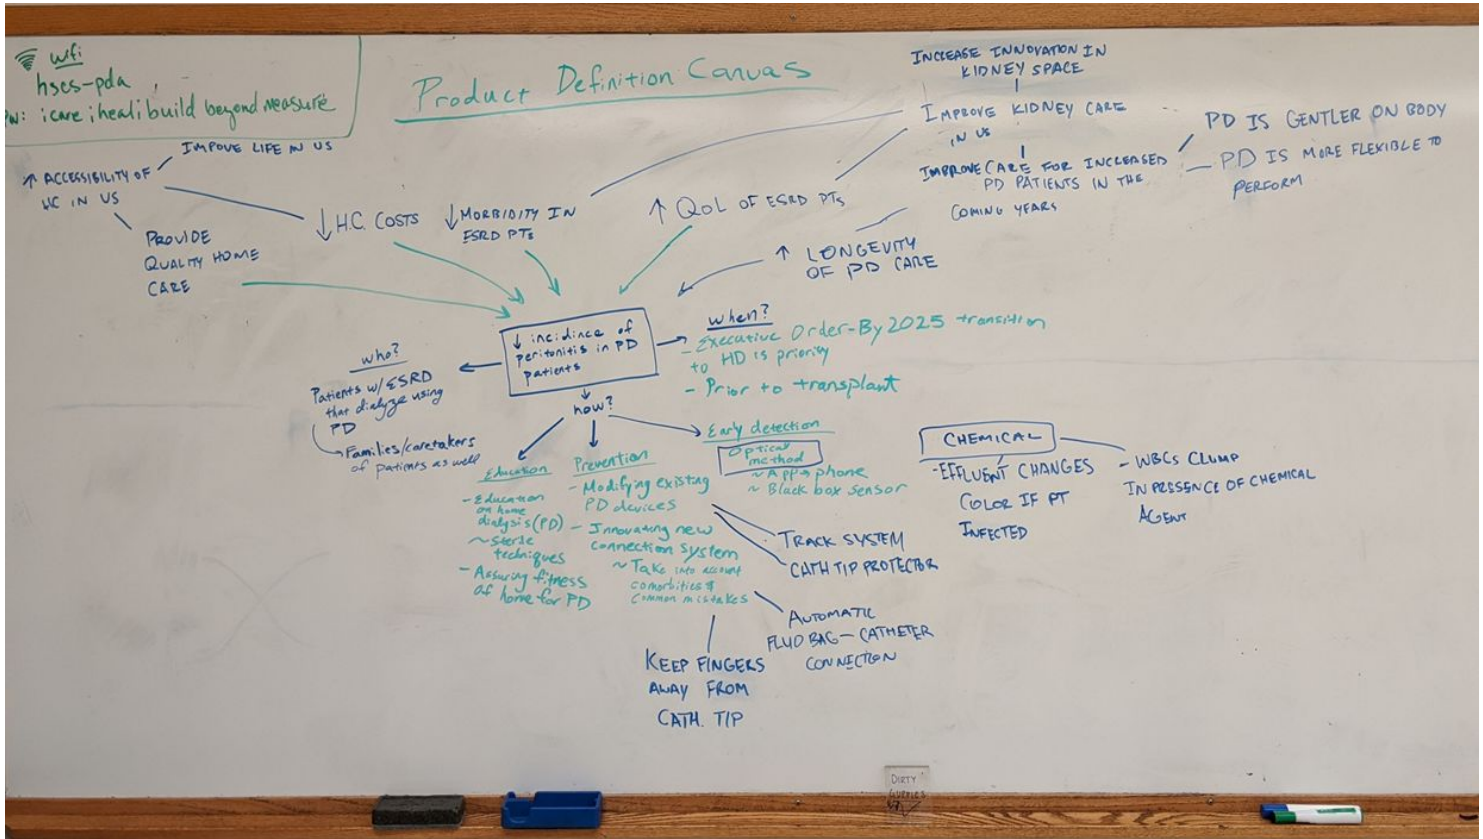 wifi
hscs-pda
PW: icare iheal ibuild beyond measure
Product Definition Canvas
INCREASE INNOVATION IN
KIDNEY SPACE
IMPROVE KIDNEY CARE
IN US
IMPROVE CARE FOR INCREASED
PD PATIENTS IN THE
COMING YEARS
PD IS GENTLER ON BODY
- PD IS MORE FLEXIBLE TO
PERFORM
IMPOVE LIFE IN US
↑ ACCESSIBILITY OF
HC IN US
PROVIDE
QUALITY HOME
CARE
↓ H.C. COSTS
↓ MORBIDITY IN
ESRD PTS
↑ QOL OF ESRD PTS
↑ LONGEVITY
OF PD CARE
↓ incidince of
peritonitis in PD
patients
who?
Patients w/ ESRD
that dialyze using
PD
Families/caretakers
of patients as well
when?
- Executive Order-By 2025 transition
to HD is priority
- Prior to transplant
how?
Education
- Education
on home
dialysis (PD)
~ Sterile
techniques
- Assuring fitness
of home for PD
Prevention
- Modifying existing
PD devices
- Innovating new
connection system
~ Take into account
comorbities &
common mistakes
Early detection
Optical
method
~ App → phone
~ Black box sensor
TRACK SYSTEM
CATH TIP PROTECTOR
AUTOMATIC
FLUID BAG — CATHETER
CONNECTION
KEEP FINGERS
AWAY FROM
CATH. TIP
CHEMICAL
- EFFLUENT CHANGES
COLOR IF PT
INFECTED
- WBCs CLUMP
IN PRESENCE OF CHEMICAL
AGENT
DIRTY